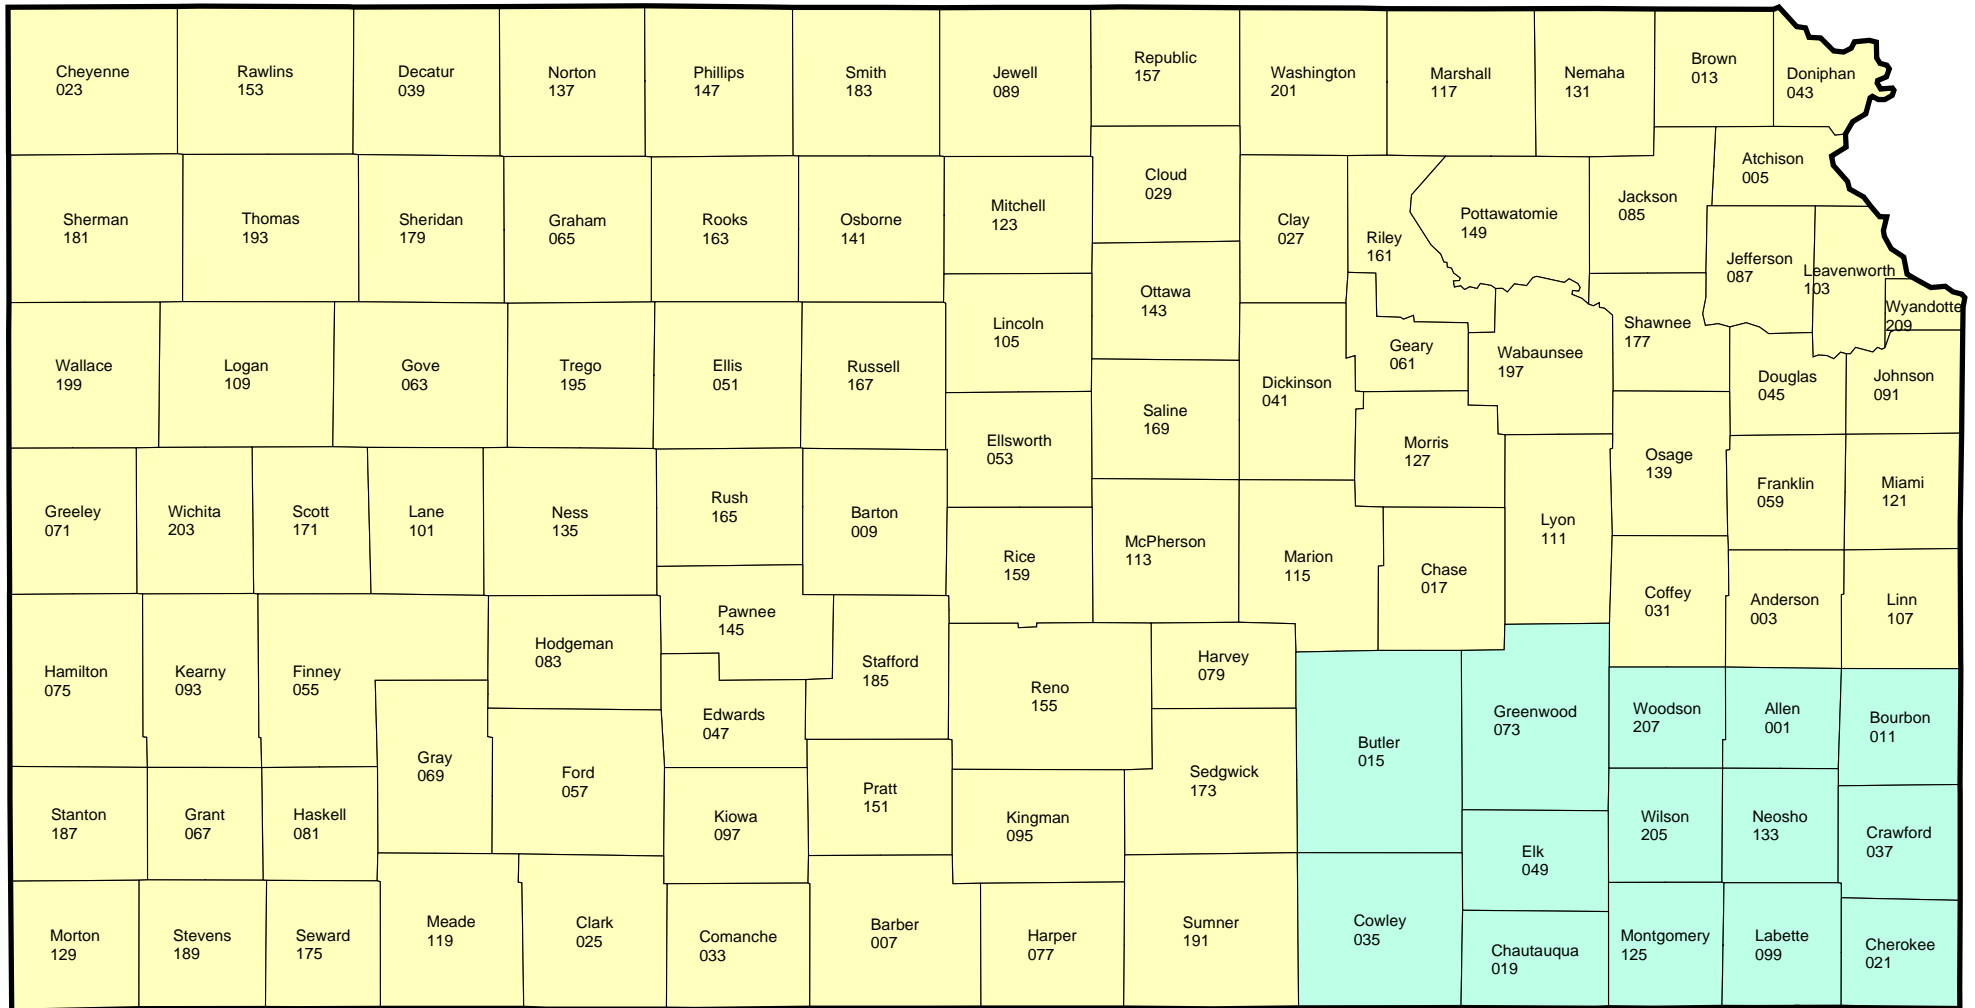 Cheyenne
023
Rawlins
153
Decatur
039
Norton
137
Phillips
147
Smith
183
Jewell
089
Republic
157
Washington
201
Marshall
117
Nemaha
131
Brown
013
Doniphan
043
Sherman
181
Thomas
193
Sheridan
179
Graham
065
Rooks
163
Osborne
141
Mitchell
123
Cloud
029
Clay
027
Riley
161
Pottawatomie
149
Jackson
085
Atchison
005
Jefferson
087
Leavenworth
103
Wyandotte
209
Wallace
199
Logan
109
Gove
063
Trego
195
Ellis
051
Russell
167
Lincoln
105
Ottawa
143
Saline
169
Dickinson
041
Geary
061
Wabaunsee
197
Shawnee
177
Douglas
045
Johnson
091
Greeley
071
Wichita
203
Scott
171
Lane
101
Ness
135
Rush
165
Barton
009
Ellsworth
053
Rice
159
McPherson
113
Marion
115
Morris
127
Chase
017
Lyon
111
Osage
139
Franklin
059
Miami
121
Coffey
031
Anderson
003
Linn
107
Hamilton
075
Kearny
093
Finney
055
Hodgeman
083
Pawnee
145
Stafford
185
Edwards
047
Reno
155
Harvey
079
Gray
069
Ford
057
Kiowa
097
Pratt
151
Kingman
095
Sedgwick
173
Butler
015
Greenwood
073
Woodson
207
Allen
001
Bourbon
011
Stanton
187
Grant
067
Haskell
081
Elk
049
Wilson
205
Neosho
133
Crawford
037
Morton
129
Stevens
189
Seward
175
Meade
119
Clark
025
Comanche
033
Barber
007
Harper
077
Sumner
191
Cowley
035
Chautauqua
019
Montgomery
125
Labette
099
Cherokee
021